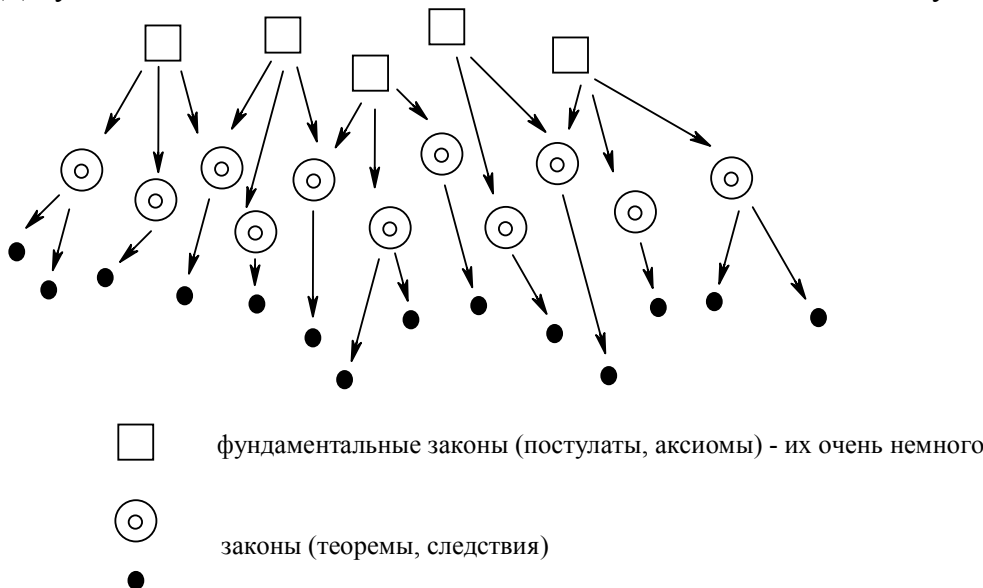 фундаментальные законы (постулаты, аксиомы) - их очень немного
законы (теоремы, следствия)